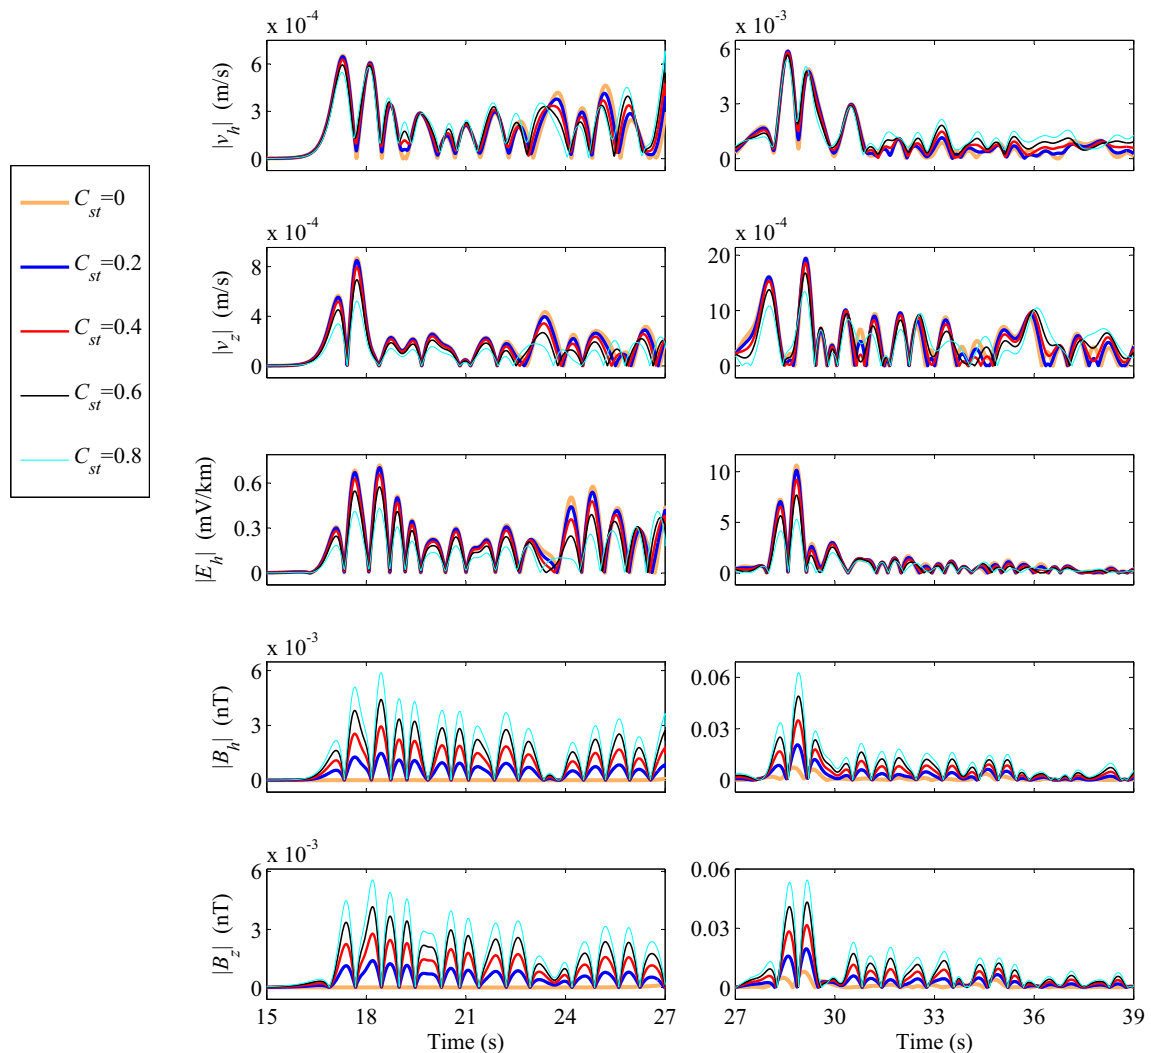 x 10^-4
6
3
0
|v_h| (m/s)
x 10^-3
6
3
0
C_st=0
C_st=0.2
C_st=0.4
C_st=0.6
C_st=0.8
x 10^-4
8
4
0
|v_z| (m/s)
x 10^-4
20
10
0
0.6
0.3
0
|E_h| (mV/km)
10
5
0
x 10^-3
6
3
0
|B_h| (nT)
0.06
0.03
0
x 10^-3
6
3
0
|B_z| (nT)
15 18 21 24 27
Time (s)
0.06
0.03
0
27 30 33 36 39
Time (s)